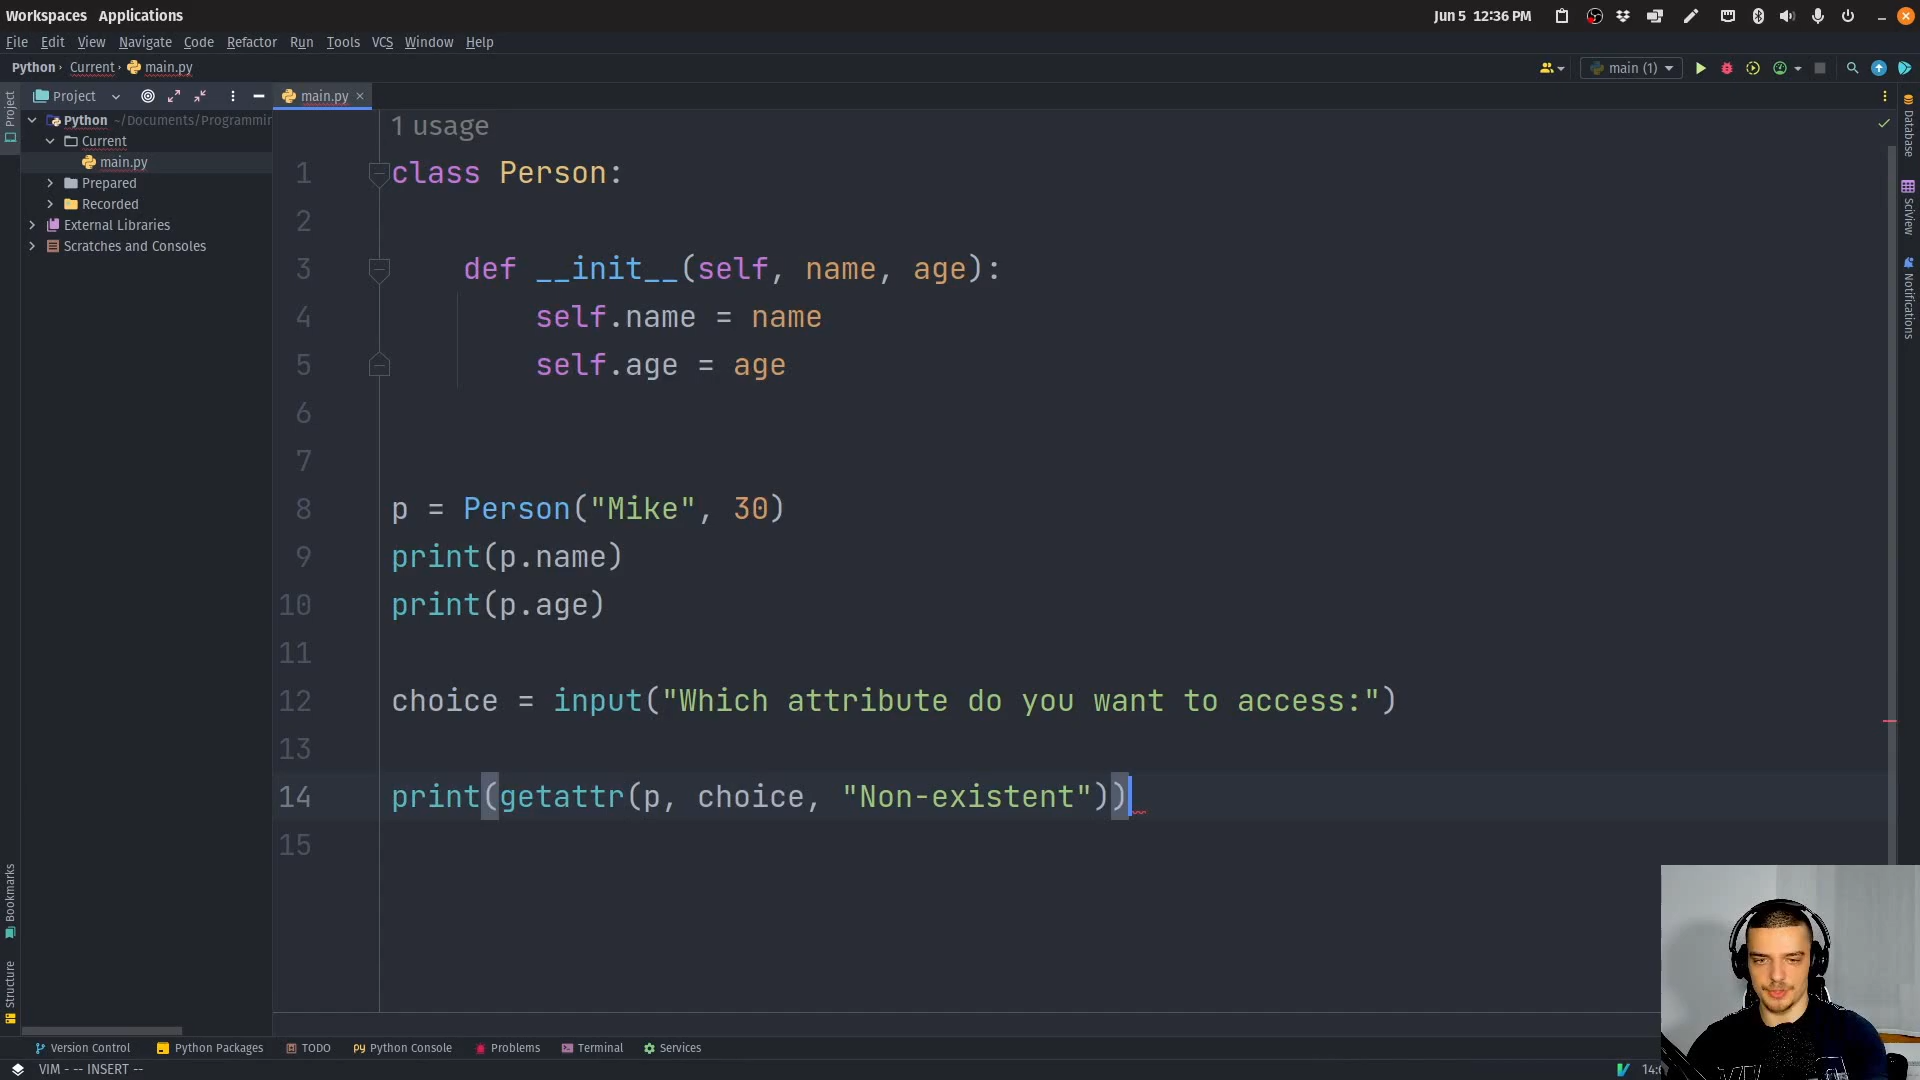 Workspaces Applications
Jun 5 12:36 PM
File Edit View Navigate Code Refactor Run Tools VCS Window Help
Python Current main.py
main (1)
Project
main.py
Project
Python ~/Documents/Programmin
Current
main.py
Prepared
Recorded
External Libraries
Scratches and Consoles
1 usage
1 class Person:
2
3 def __init__(self, name, age):
4 self.name = name
5 self.age = age
6
7
8 p = Person("Mike", 30)
9 print(p.name)
10 print(p.age)
11
12 choice = input("Which attribute do you want to access:")
13
14 print(getattr(p, choice, "Non-existent"))
15
Database
SciView
Notifications
Bookmarks
Structure
Version Control Python Packages TODO Python Console Problems Terminal Services
VIM - -- INSERT --